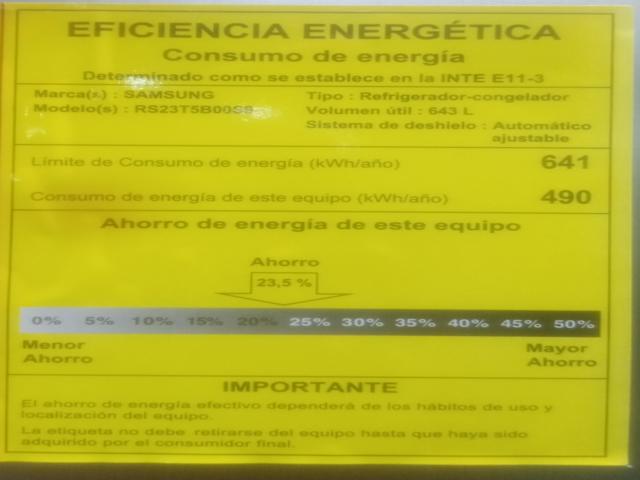 EFICIENCIA ENERGÉTICA
Consumo de energía
Determinado como se establece en la INTE E11-3
Marca(s) : SAMSUNG
Tipo : Refrigerador-congelador
Modelo(s) : RS23T5B00S9
Volumen útil : 643 L
Sistema de deshielo : Automático
ajustable
Límite de Consumo de energía (kWh/año) 641
Consumo de energía de este equipo (kWh/año) 490
Ahorro de energía de este equipo
Ahorro
23,5 %
0% 5% 10% 15% 20% 25% 30% 35% 40% 45% 50%
Menor
Ahorro
Mayor
Ahorro
IMPORTANTE
El ahorro de energía efectivo dependerá de los hábitos de uso y
localización del equipo.
La etiqueta no debe retirarse del equipo hasta que haya sido
adquirido por el consumidor final.